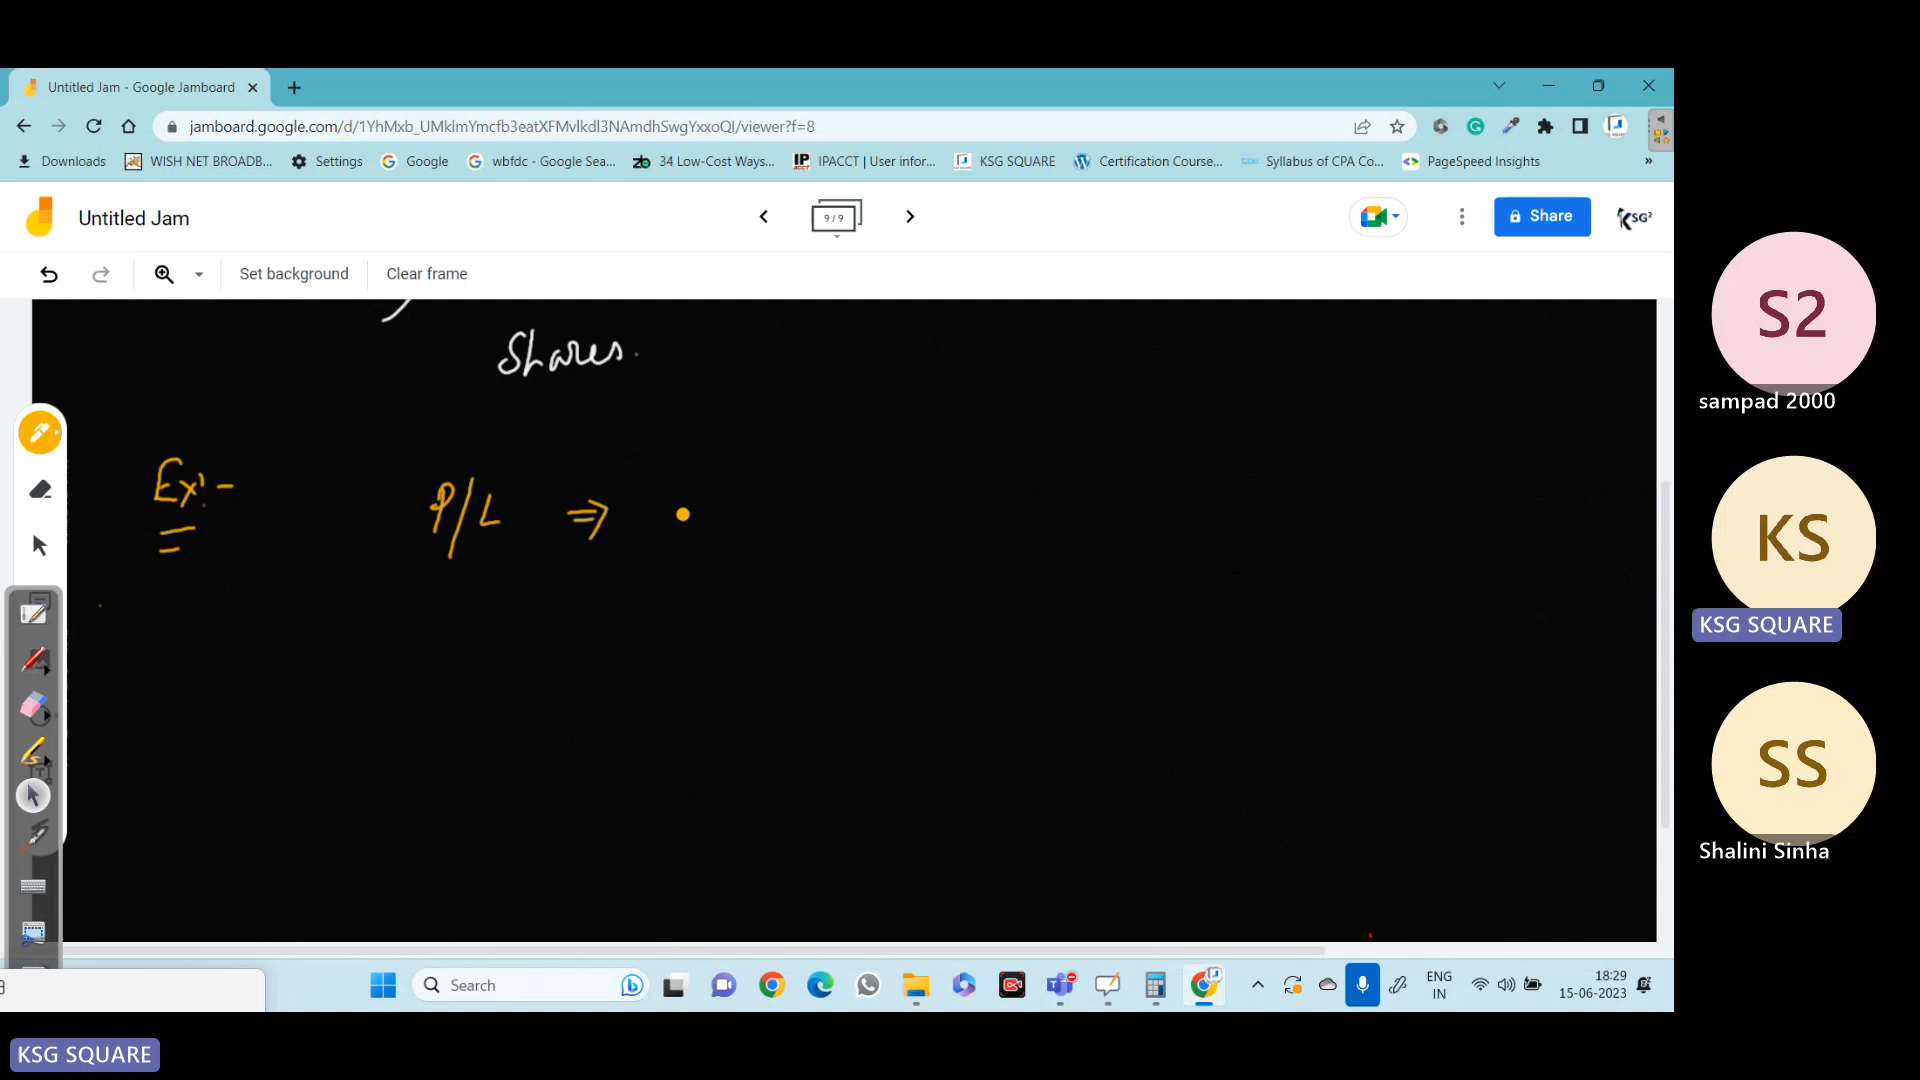 Untitled Jam - Google Jamboard
jamboard.google.com/d/1YhMxb_UMklmYmcfb3eatXFMvlkdl3NAmdhSwgYxxoQI/viewer?f=8
Downloads WISH NET BROADB... Settings Google wbfdc - Google Sea... 34 Low-Cost Ways... IPACCT | User infor... KSG SQUARE Certification Course... Syllabus of CPA Co... PageSpeed Insights »
Untitled Jam
9 / 9
Share
KSG²
Set background Clear frame
Shares.
Ex:-
P/L ⇒
S2
sampad 2000
KS
KSG SQUARE
SS
Shalini Sinha
Search
ENG
IN
18:29
15-06-2023
KSG SQUARE